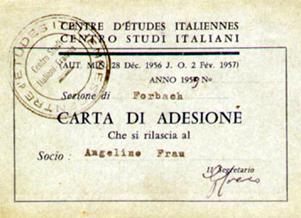 CENTRE D'ÉTUDES ITALIENNES
CENTRO STUDI ITALIANI
AUT. MIS. 28 Déc. 1956 J. O. 2 Fév. 1957)
ANNO 195
Sezione di Forbach
CARTA DI ADESIONE
Che si rilascia al
Socio : Angelino Frau
Il Segretario